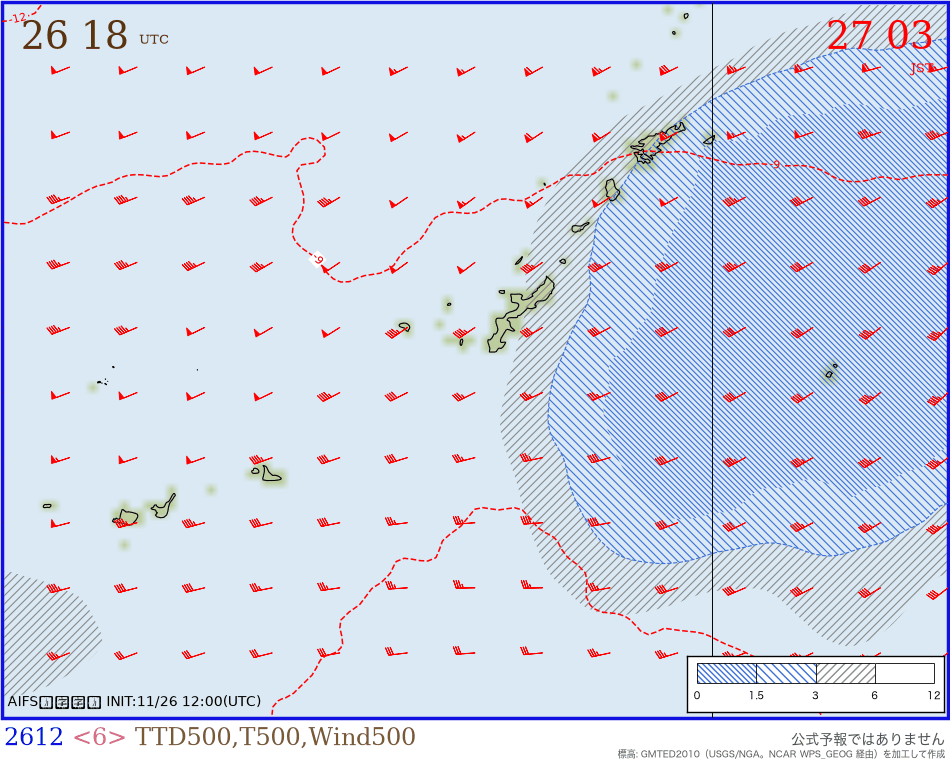 -12-
26 18 UTC
27 03
JST
-9
-9
AIFS INIT:11/26 12:00(UTC)
0 1.5 3 6 12
2612 <6> TTD500,T500,Wind500
公式予報ではありません
標高: GMTED2010（USGS/NGA。NCAR WPS_GEOG 経由）を加工して作成